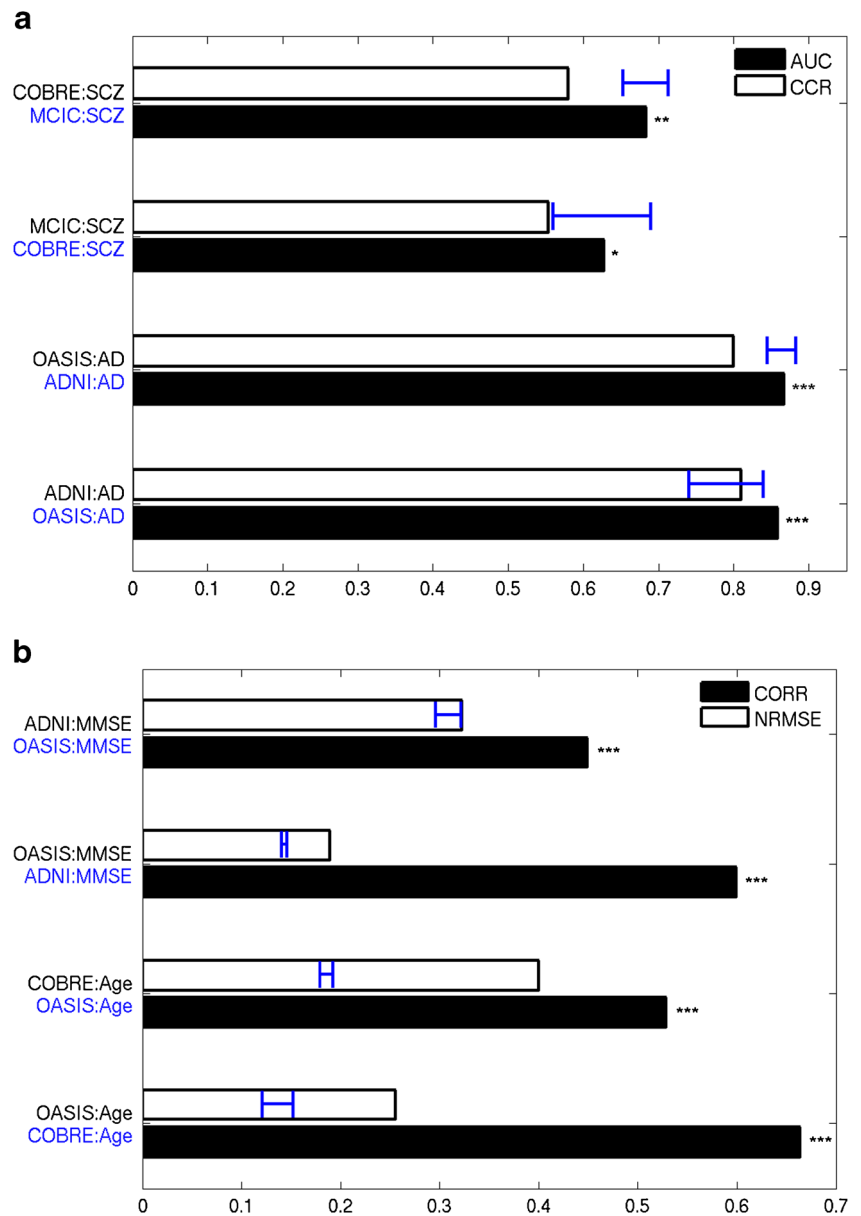 a
AUC
CCR
COBRE:SCZ
MCIC:SCZ
**
MCIC:SCZ
COBRE:SCZ
*
OASIS:AD
ADNI:AD
***
ADNI:AD
OASIS:AD
***
0 0.1 0.2 0.3 0.4 0.5 0.6 0.7 0.8 0.9
b
CORR
NRMSE
ADNI:MMSE
OASIS:MMSE
***
OASIS:MMSE
ADNI:MMSE
***
COBRE:Age
OASIS:Age
***
OASIS:Age
COBRE:Age
***
0 0.1 0.2 0.3 0.4 0.5 0.6 0.7